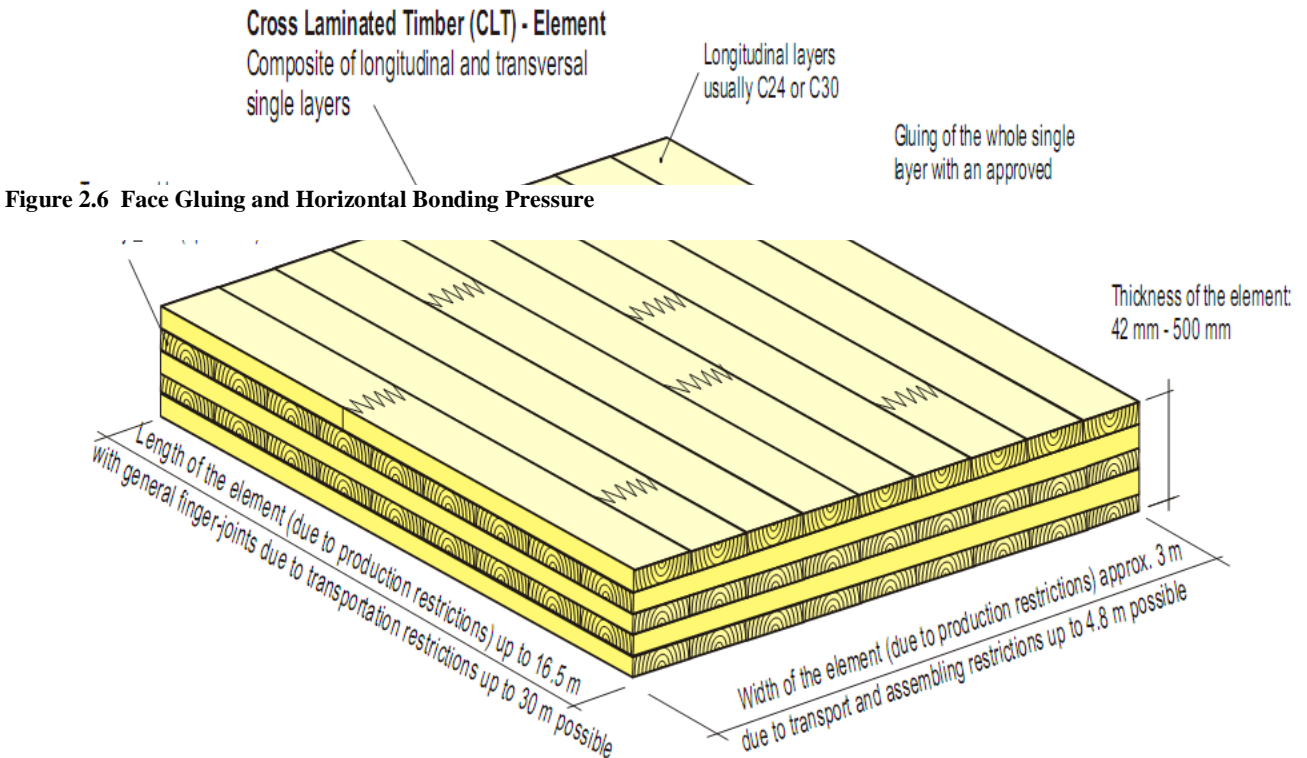 Cross Laminated Timber (CLT) - Element
Composite of longitudinal and transversal
single layers
Longitudinal layers
usually C24 or C30
Gluing of the whole single
layer with an approved
Figure 2.6 Face Gluing and Horizontal Bonding Pressure
Thickness of the element:
42 mm - 500 mm
Length of the element (due to production restrictions) up to 16.5 m
with general finger-joints due to transportation restrictions up to 30 m possible
Width of the element (due to production restrictions) approx. 3 m
due to transport and assembling restrictions up to 4.8 m possible